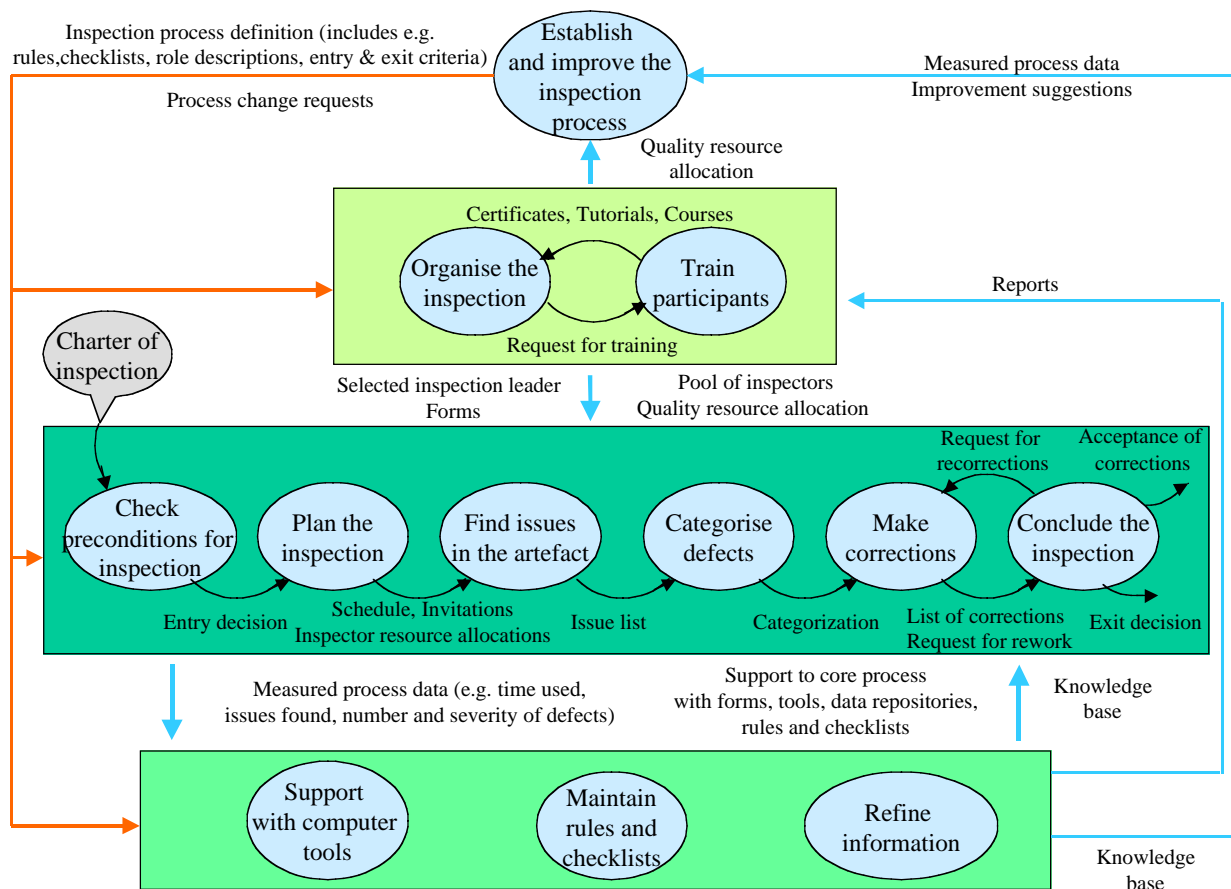 Inspection process definition (includes e.g.
rules,checklists, role descriptions, entry & exit criteria)
Process change requests
Establish
and improve the
inspection
process
Measured process data
Improvement suggestions
Quality resource
allocation
Certificates, Tutorials, Courses
Organise the
inspection
Train
participants
Request for training
Reports
Charter of
inspection
Selected inspection leader
Forms
Pool of inspectors
Quality resource allocation
Request for
recorrections
Acceptance of
corrections
Check
preconditions for
inspection
Plan the
inspection
Find issues
in the artefact
Categorise
defects
Make
corrections
Conclude the
inspection
Entry decision
Schedule, Invitations
Inspector resource allocations
Issue list
Categorization
List of corrections
Request for rework
Exit decision
Measured process data (e.g. time used,
issues found, number and severity of defects)
Support to core process
with forms, tools, data repositories,
rules and checklists
Knowledge
base
Support
with computer
tools
Maintain
rules and
checklists
Refine
information
Knowledge
base